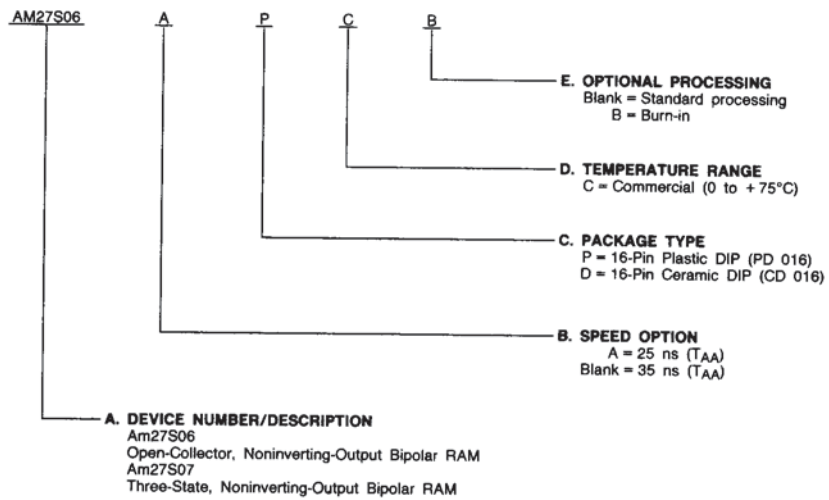 AM27S06 A P C B
E. OPTIONAL PROCESSING
Blank = Standard processing
B = Burn-in
D. TEMPERATURE RANGE
C = Commercial (0 to +75°C)
C. PACKAGE TYPE
P = 16-Pin Plastic DIP (PD 016)
D = 16-Pin Ceramic DIP (CD 016)
B. SPEED OPTION
A = 25 ns (TAA)
Blank = 35 ns (TAA)
A. DEVICE NUMBER/DESCRIPTION
Am27S06
Open-Collector, Noninverting-Output Bipolar RAM
Am27S07
Three-State, Noninverting-Output Bipolar RAM